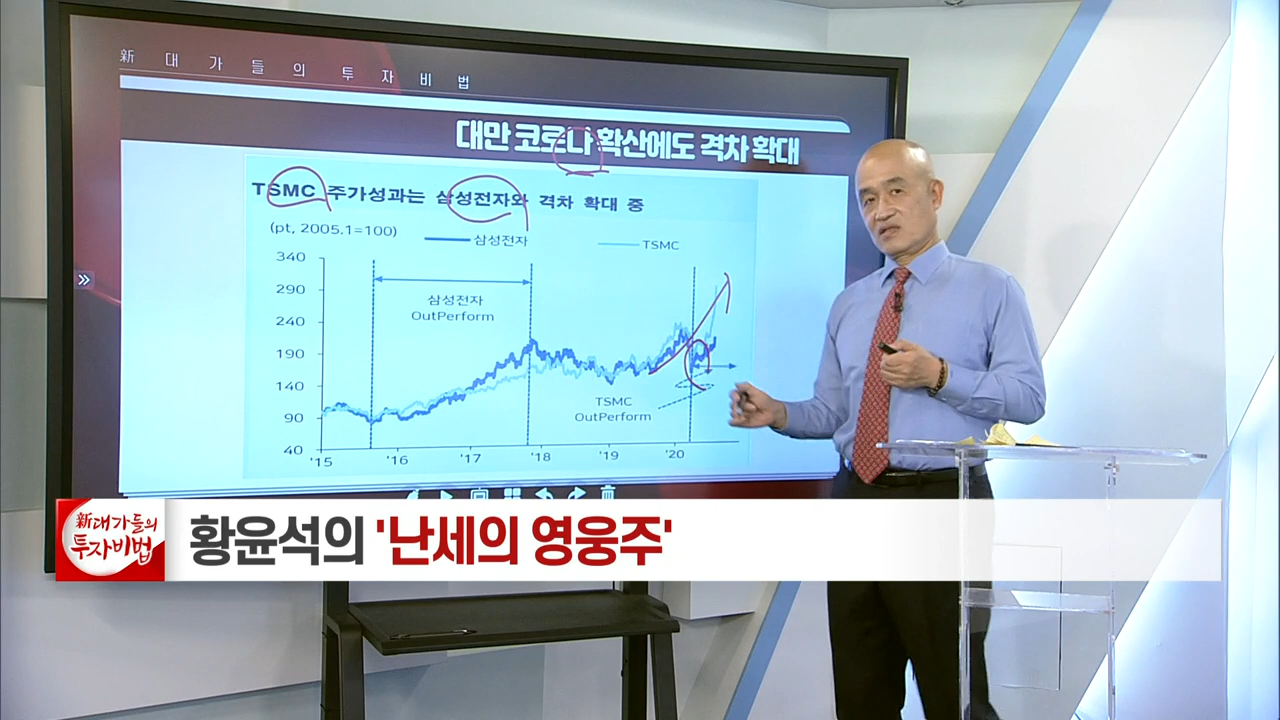 新 대 가 들 의 투 자 비 법
대만 코로나 확산에도 격차 확대
TSMC 주가성과는 삼성전자와 격차 확대 중
(pt, 2005.1=100)
삼성전자
TSMC
340
290
240
190
140
90
40
삼성전자
OutPerform
TSMC
OutPerform
'15 '16 '17 '18 '19 '20
新대가들의
투자비법
황윤석의 '난세의 영웅주'